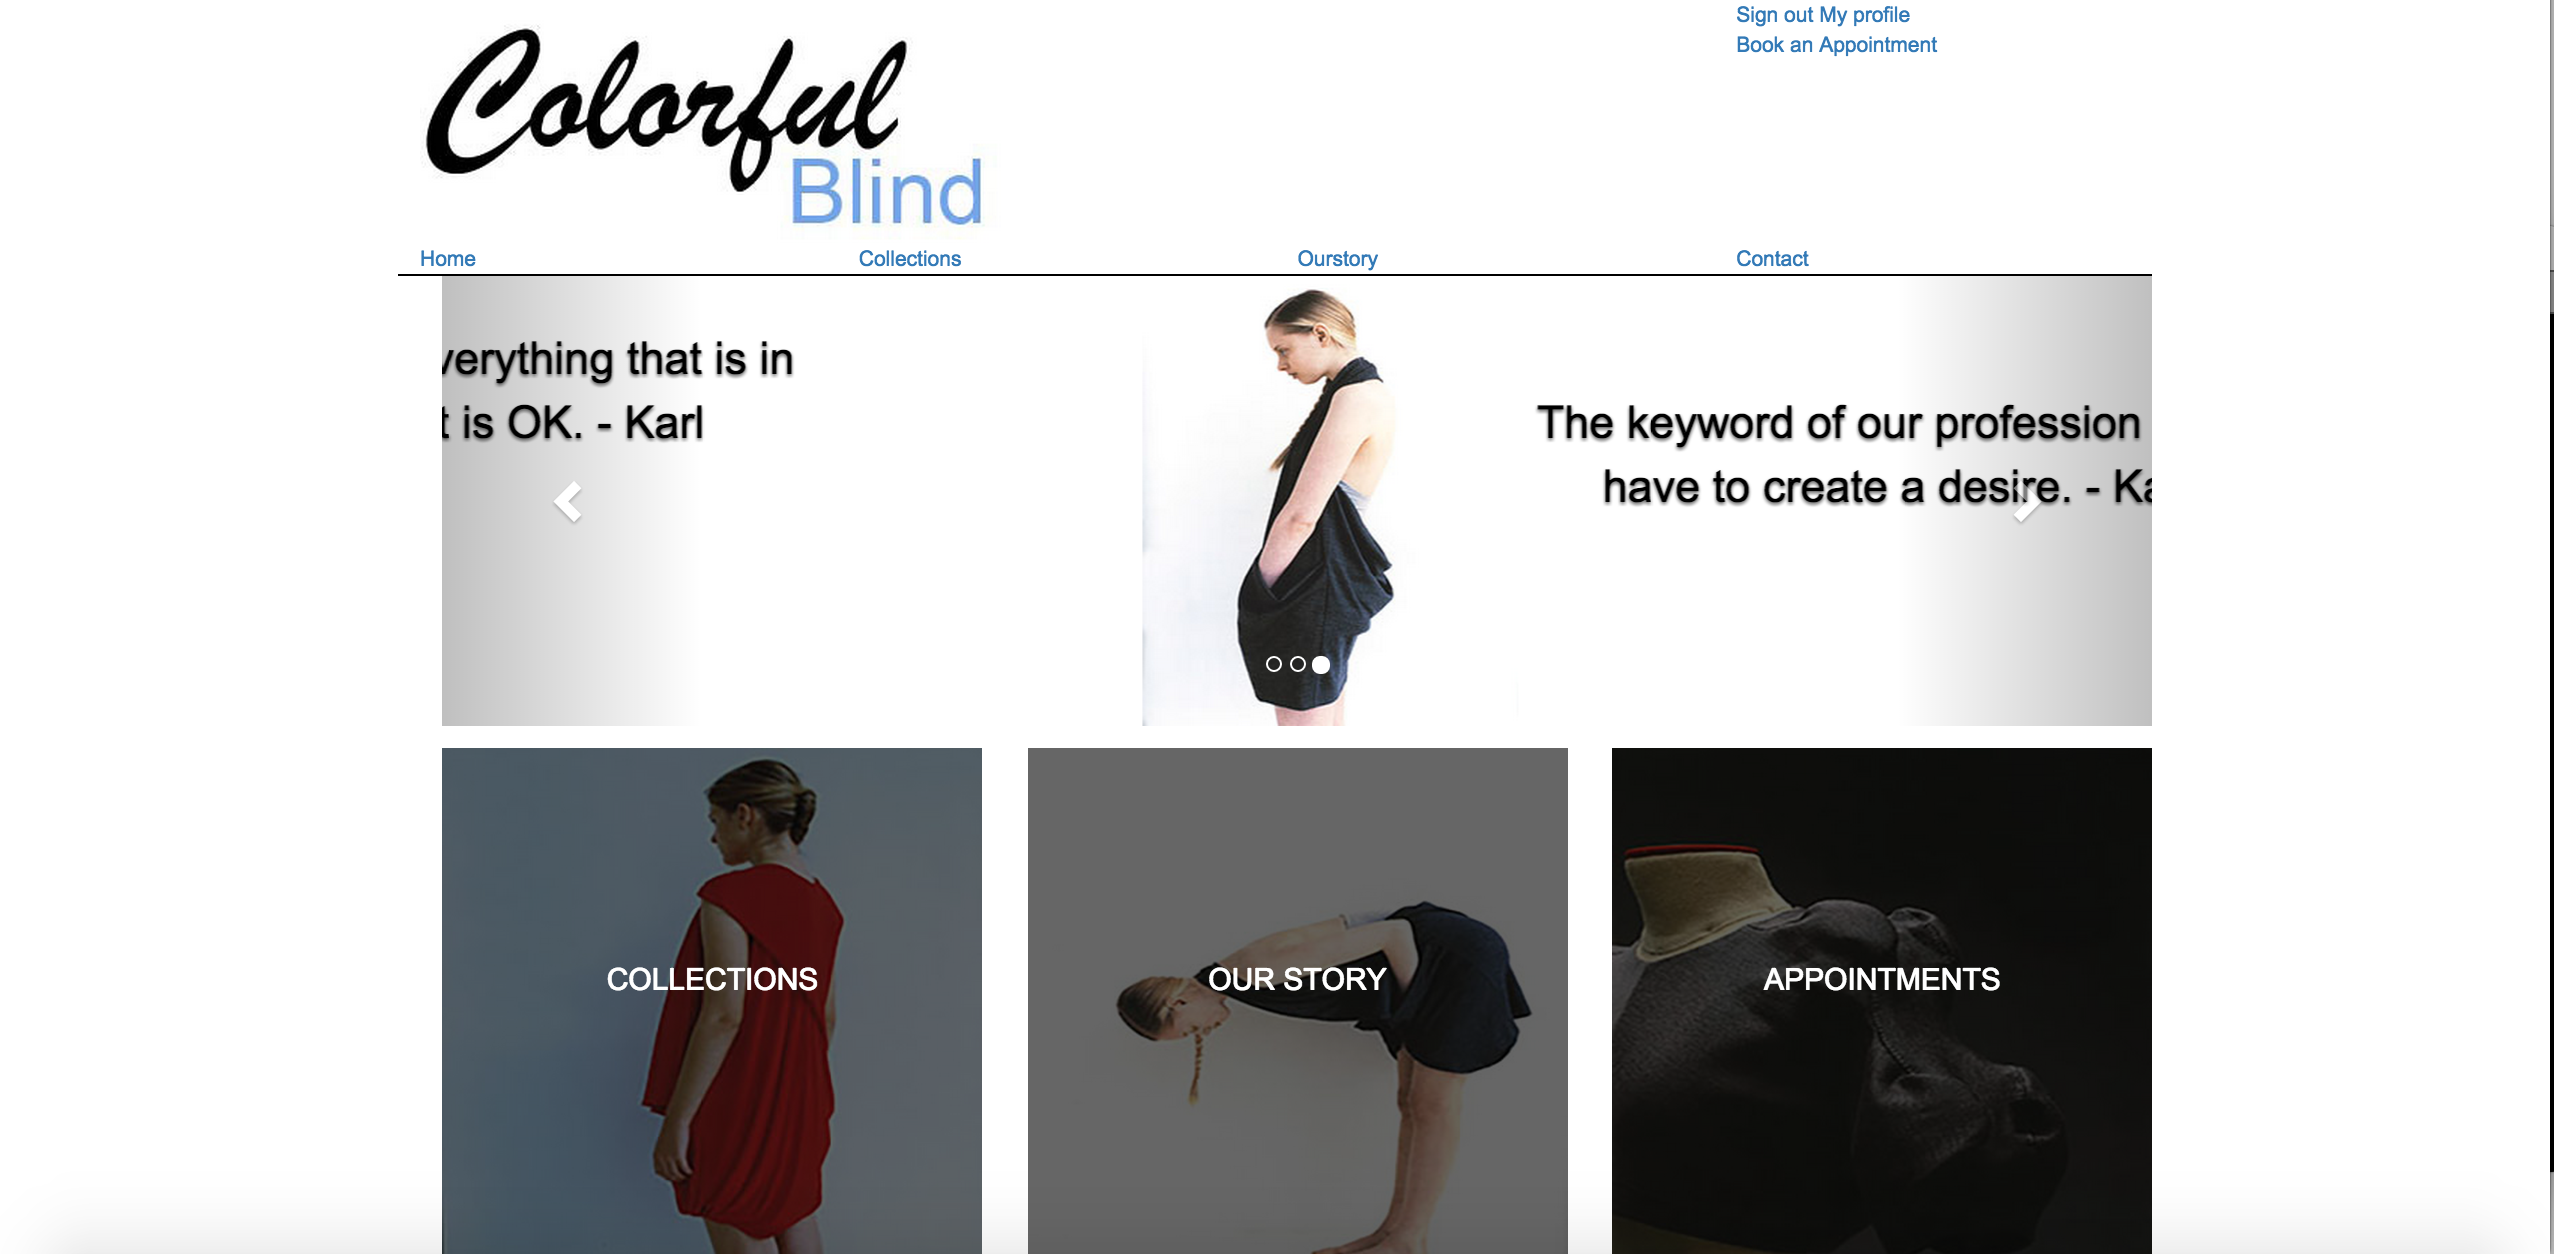 Sign out My profile
Book an Appointment
Colorful
Blind
Home Collections Ourstory Contact
verything that is in
t is OK. - Karl
The keyword of our profession
have to create a desire. - Ka
COLLECTIONS
OUR STORY
APPOINTMENTS